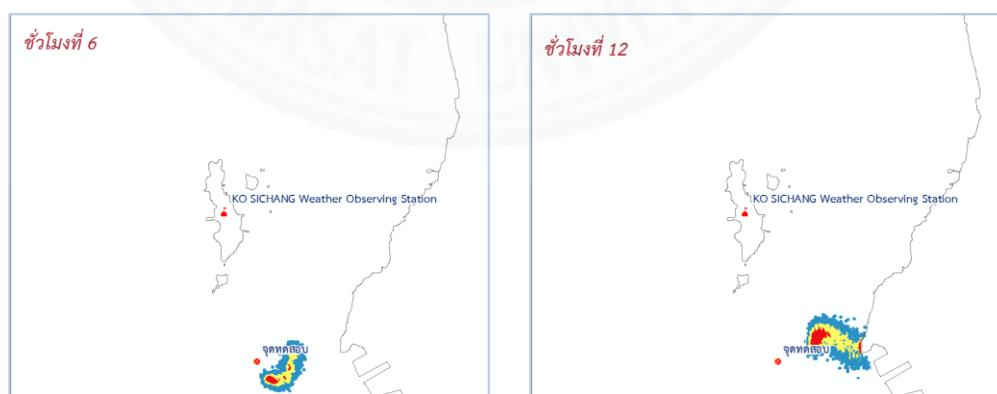 ชั่วโมงที่ 6
KO SICHANG Weather Observing Station
จุดทดสอบ
ชั่วโมงที่ 12
KO SICHANG Weather Observing Station
จุดทดสอบ